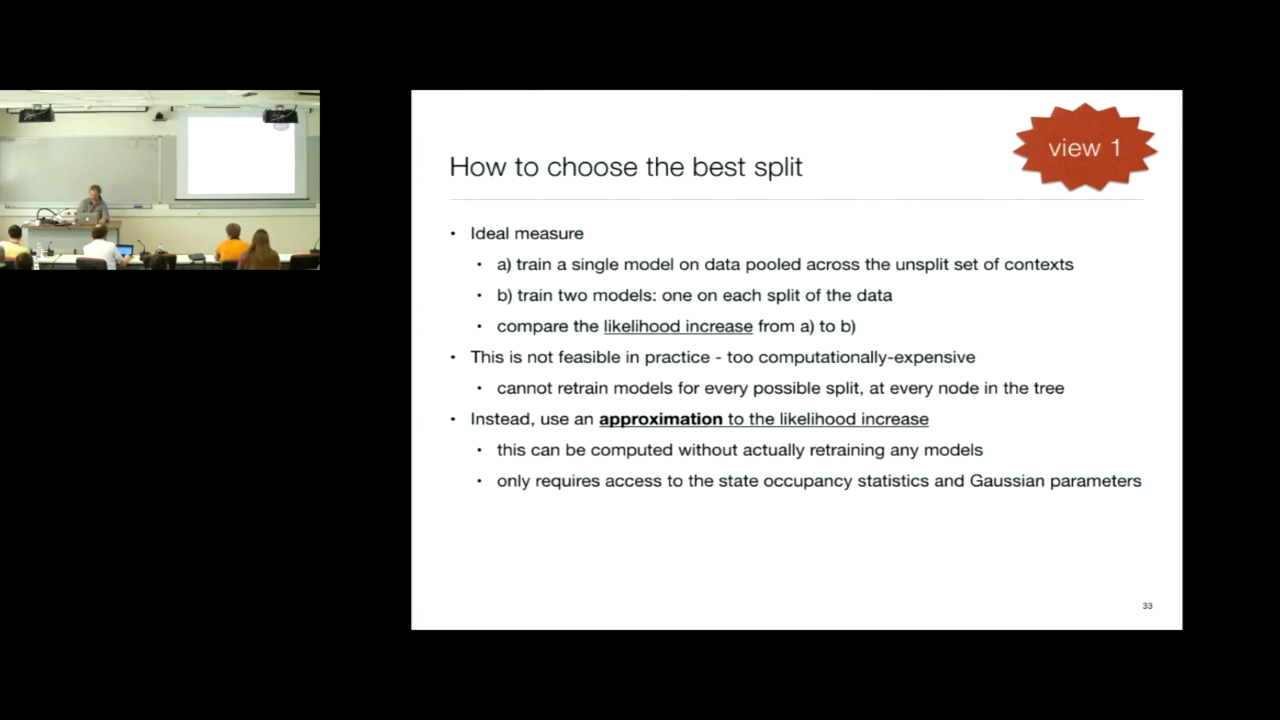 view 1
How to choose the best split
• Ideal measure
• a) train a single model on data pooled across the unsplit set of contexts
• b) train two models: one on each split of the data
• compare the likelihood increase from a) to b)
• This is not feasible in practice - too computationally-expensive
• cannot retrain models for every possible split, at every node in the tree
• Instead, use an approximation to the likelihood increase
• this can be computed without actually retraining any models
• only requires access to the state occupancy statistics and Gaussian parameters
33